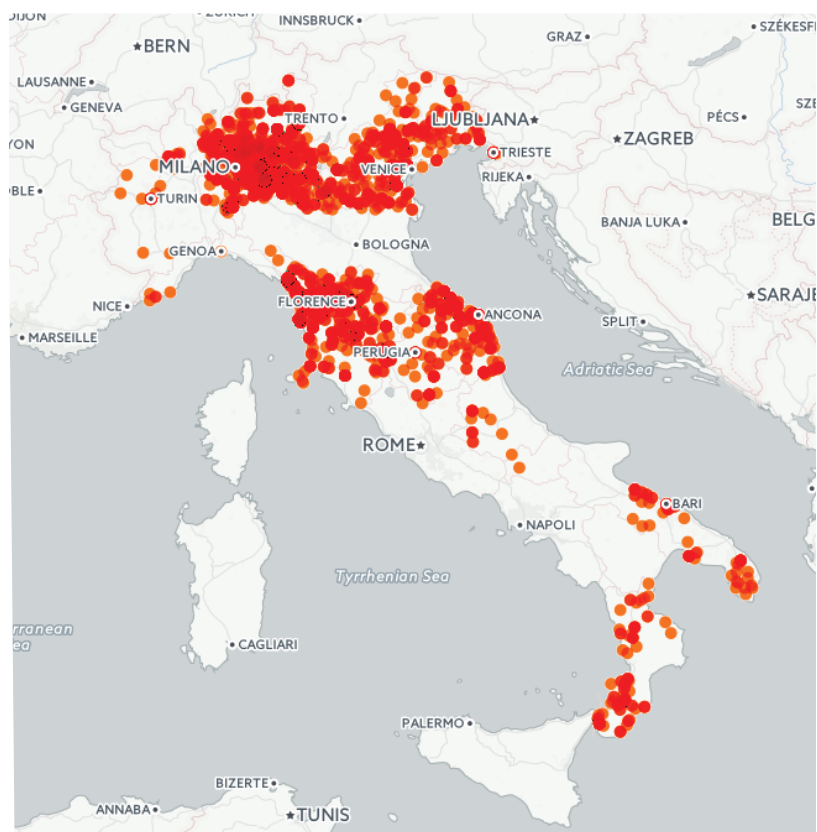 DIJON
ZÜRICH
INNSBRUCK
SZÉKESF
BERN
GRAZ
LAUSANNE
GENEVA
TRENTO
LJUBLJANA
PÉCS
SZE
YON
MILANO
VENICE
TRIESTE
ZAGREB
OBLE
TURIN
RIJEKA
GENOA
BOLOGNA
BANJA LUKA
BELG
NICE
FLORENCE
ANCONA
SARAJE
MARSEILLE
PERUGIA
SPLIT
Adriatic Sea
ROME
BARI
NAPOLI
Tyrrhenian Sea
rranean
ea
CAGLIARI
PALERMO
BIZERTE
ANNABA
TUNIS